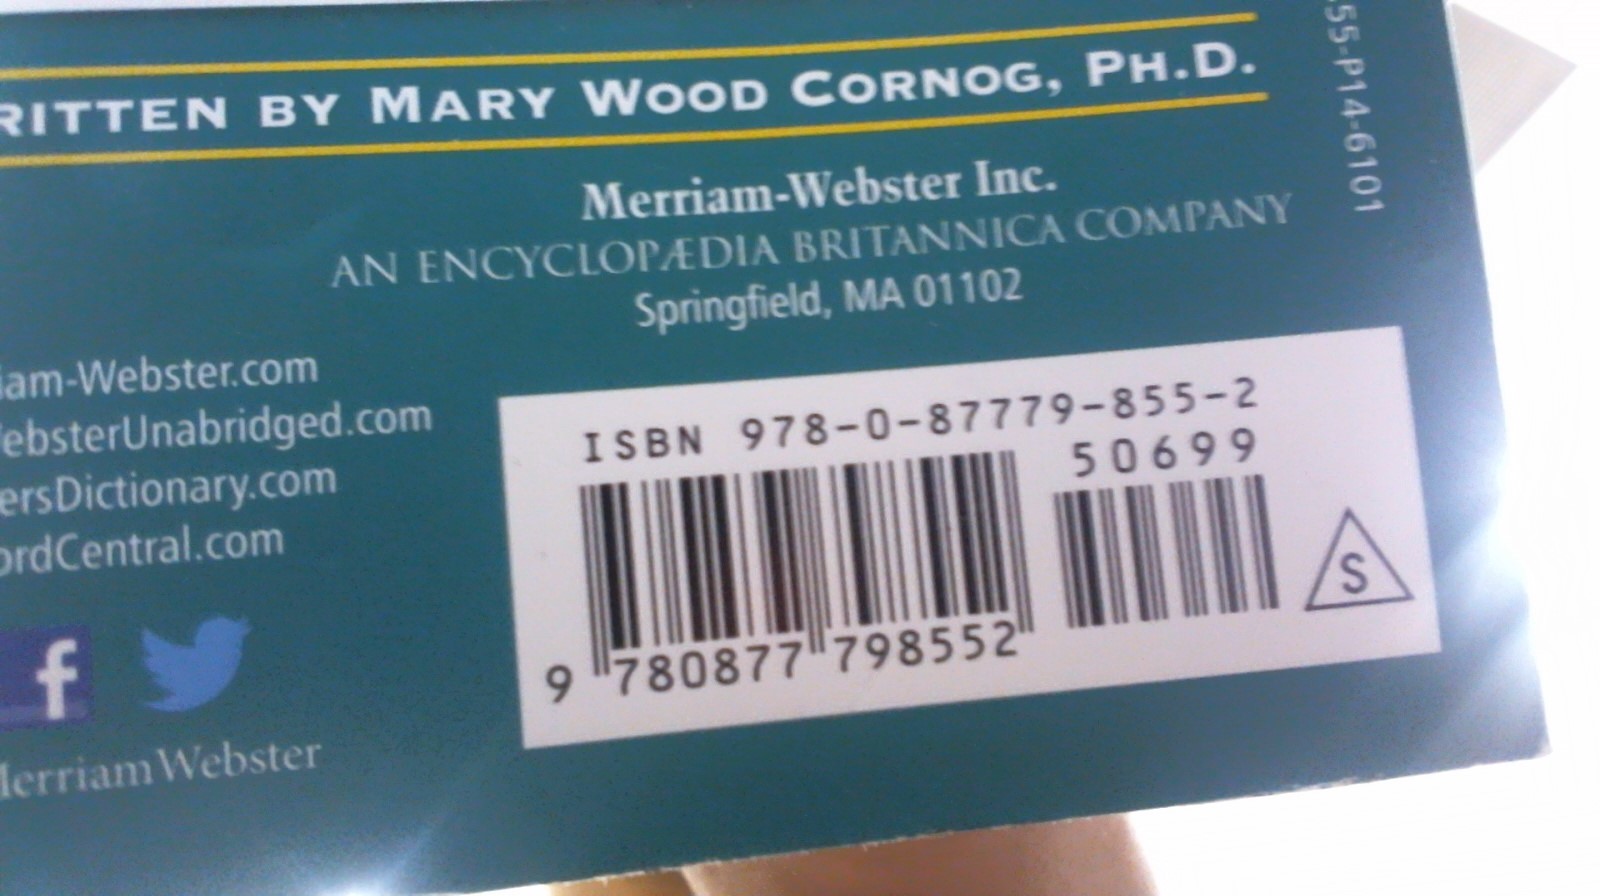 RITTEN BY MARY WOOD CORNOG, PH.D.
Merriam-Webster Inc.
AN ENCYCLOPÆDIA BRITANNICA COMPANY
Springfield, MA 01102
iam-Webster.com
ebsterUnabridged.com
ersDictionary.com
ordCentral.com
f
MerriamWebster
ISBN 978-0-87779-855-2
50699
9 780877 798552
S
55-P14-6101